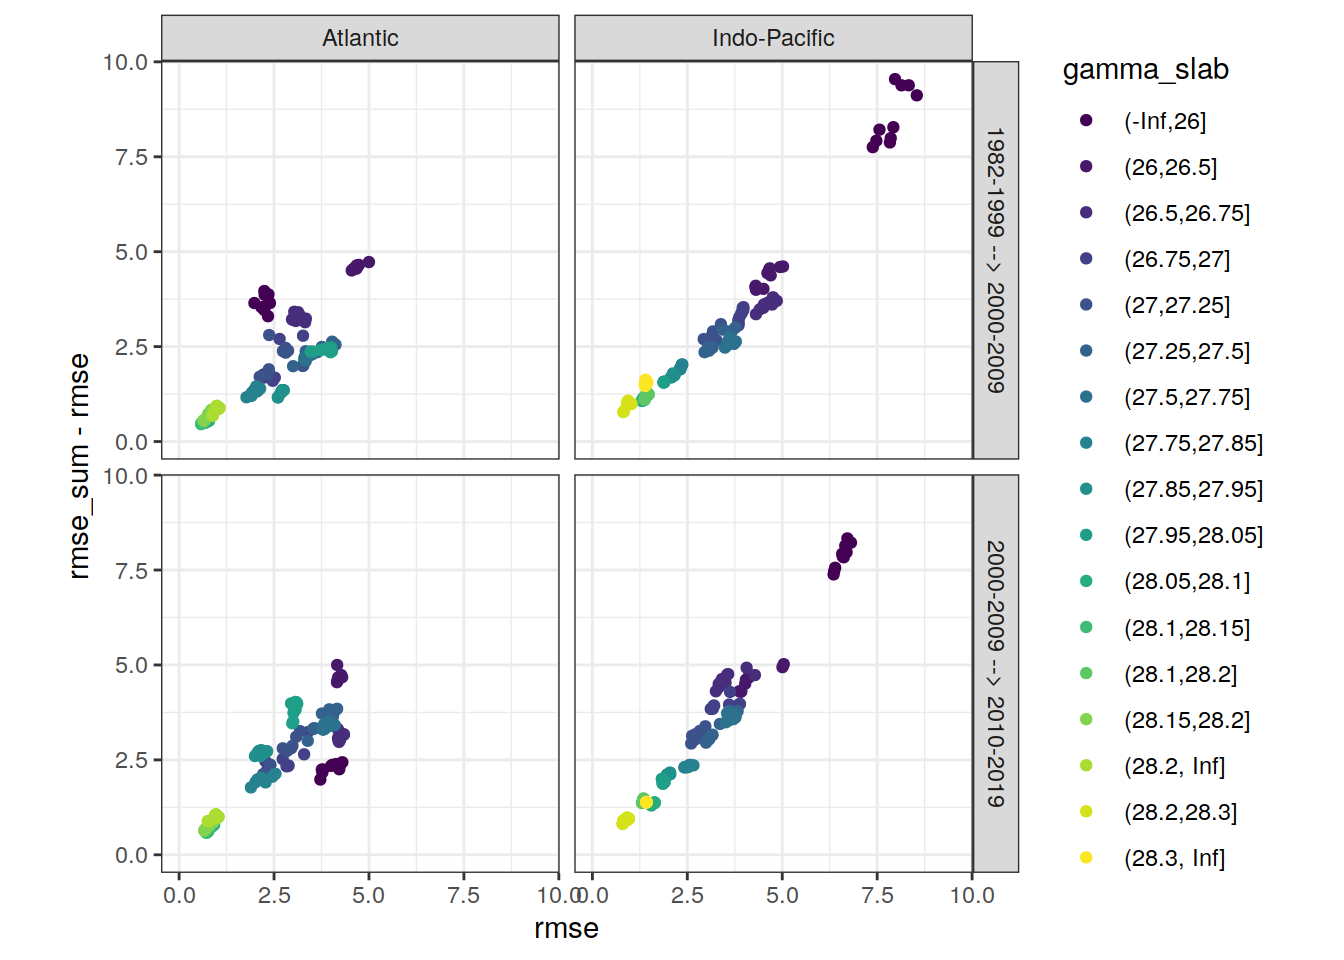 Atlantic
Indo-Pacific
10.0
7.5
5.0
2.5
0.0
1982-1999 --> 2000-2009
10.0
7.5
5.0
2.5
0.0
2000-2009 --> 2010-2019
rmse_sum - rmse
0.0 2.5 5.0 7.5 10.0
0.0 2.5 5.0 7.5 10.0
rmse
gamma_slab
(-Inf,26]
(26,26.5]
(26.5,26.75]
(26.75,27]
(27,27.25]
(27.25,27.5]
(27.5,27.75]
(27.75,27.85]
(27.85,27.95]
(27.95,28.05]
(28.05,28.1]
(28.1,28.15]
(28.1,28.2]
(28.15,28.2]
(28.2, Inf]
(28.2,28.3]
(28.3, Inf]